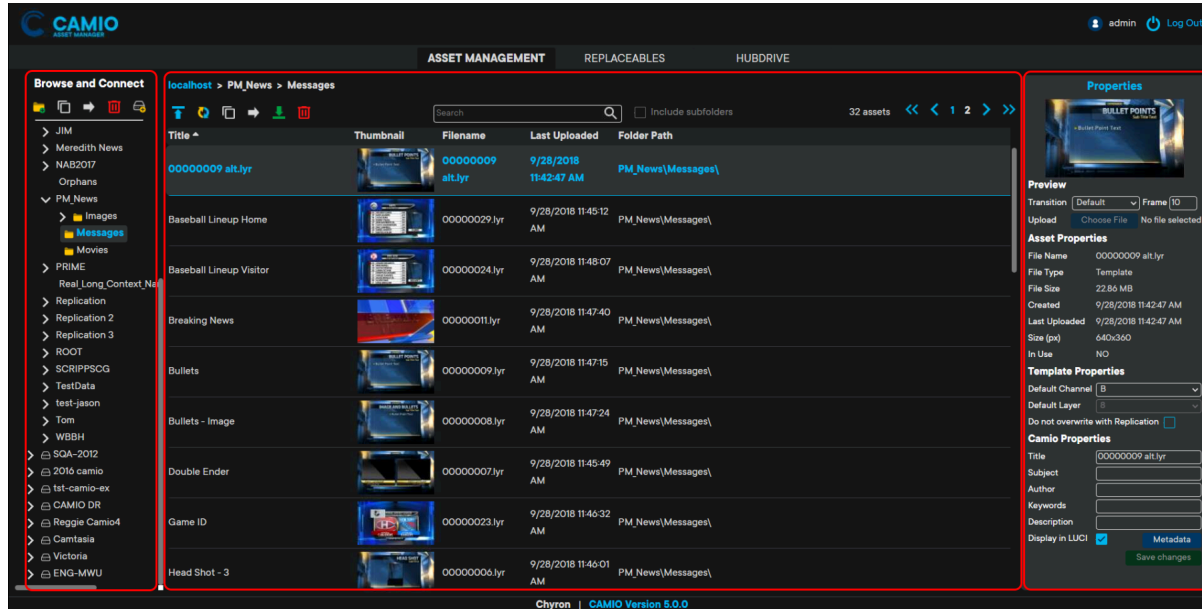 CAMIO
ASSET MANAGER
admin Log Out
ASSET MANAGEMENT REPLACEABLES HUBDRIVE
Browse and Connect
JIM
Meredith News
NAB2017
Orphans
PM_News
Images
Messages
Movies
PRIME
Real_Long_Context_Na
Replication
Replication 2
Replication 3
ROOT
SCRIPPSCG
TestData
test-jason
Tom
WBBH
SQA-2012
2016 camio
tst-camio-ex
CAMIO DR
Reggie Camio4
Camtasia
Victoria
ENG-MWU
localhost > PM_News > Messages
Search Include subfolders 32 assets 1 2
Title Thumbnail Filename Last Uploaded Folder Path
00000009 alt.lyr BULLET POINTS 00000009 alt.lyr 9/28/2018 11:42:47 AM PM_News\Messages\
Baseball Lineup Home 00000029.lyr 9/28/2018 11:45:12 AM PM_News\Messages\
Baseball Lineup Visitor 00000024.lyr 9/28/2018 11:48:07 AM PM_News\Messages\
Breaking News 00000011.lyr 9/28/2018 11:47:40 AM PM_News\Messages\
Bullets BULLET POINTS 00000009.lyr 9/28/2018 11:47:15 AM PM_News\Messages\
Bullets - Image 00000008.lyr 9/28/2018 11:47:24 AM PM_News\Messages\
Double Ender 00000007.lyr 9/28/2018 11:45:49 AM PM_News\Messages\
Game ID 00000023.lyr 9/28/2018 11:46:32 AM PM_News\Messages\
Head Shot - 3 HEAD SHOT 00000006.lyr 9/28/2018 11:46:01 AM PM_News\Messages\
Properties
BULLET POINTS
Sub Title Text
Bullet Point Text
Preview
Transition Default Frame 10
Upload Choose File No file selected
Asset Properties
File Name 00000009 alt.lyr
File Type Template
File Size 22.86 MB
Created 9/28/2018 11:42:47 AM
Last Uploaded 9/28/2018 11:42:47 AM
Size (px) 640x360
In Use NO
Template Properties
Default Channel B
Default Layer 8
Do not overwrite with Replication
Camio Properties
Title 00000009 alt.lyr
Subject
Author
Keywords
Description
Display in LUCI Metadata
Save changes
Chyron | CAMIO Version 5.0.0